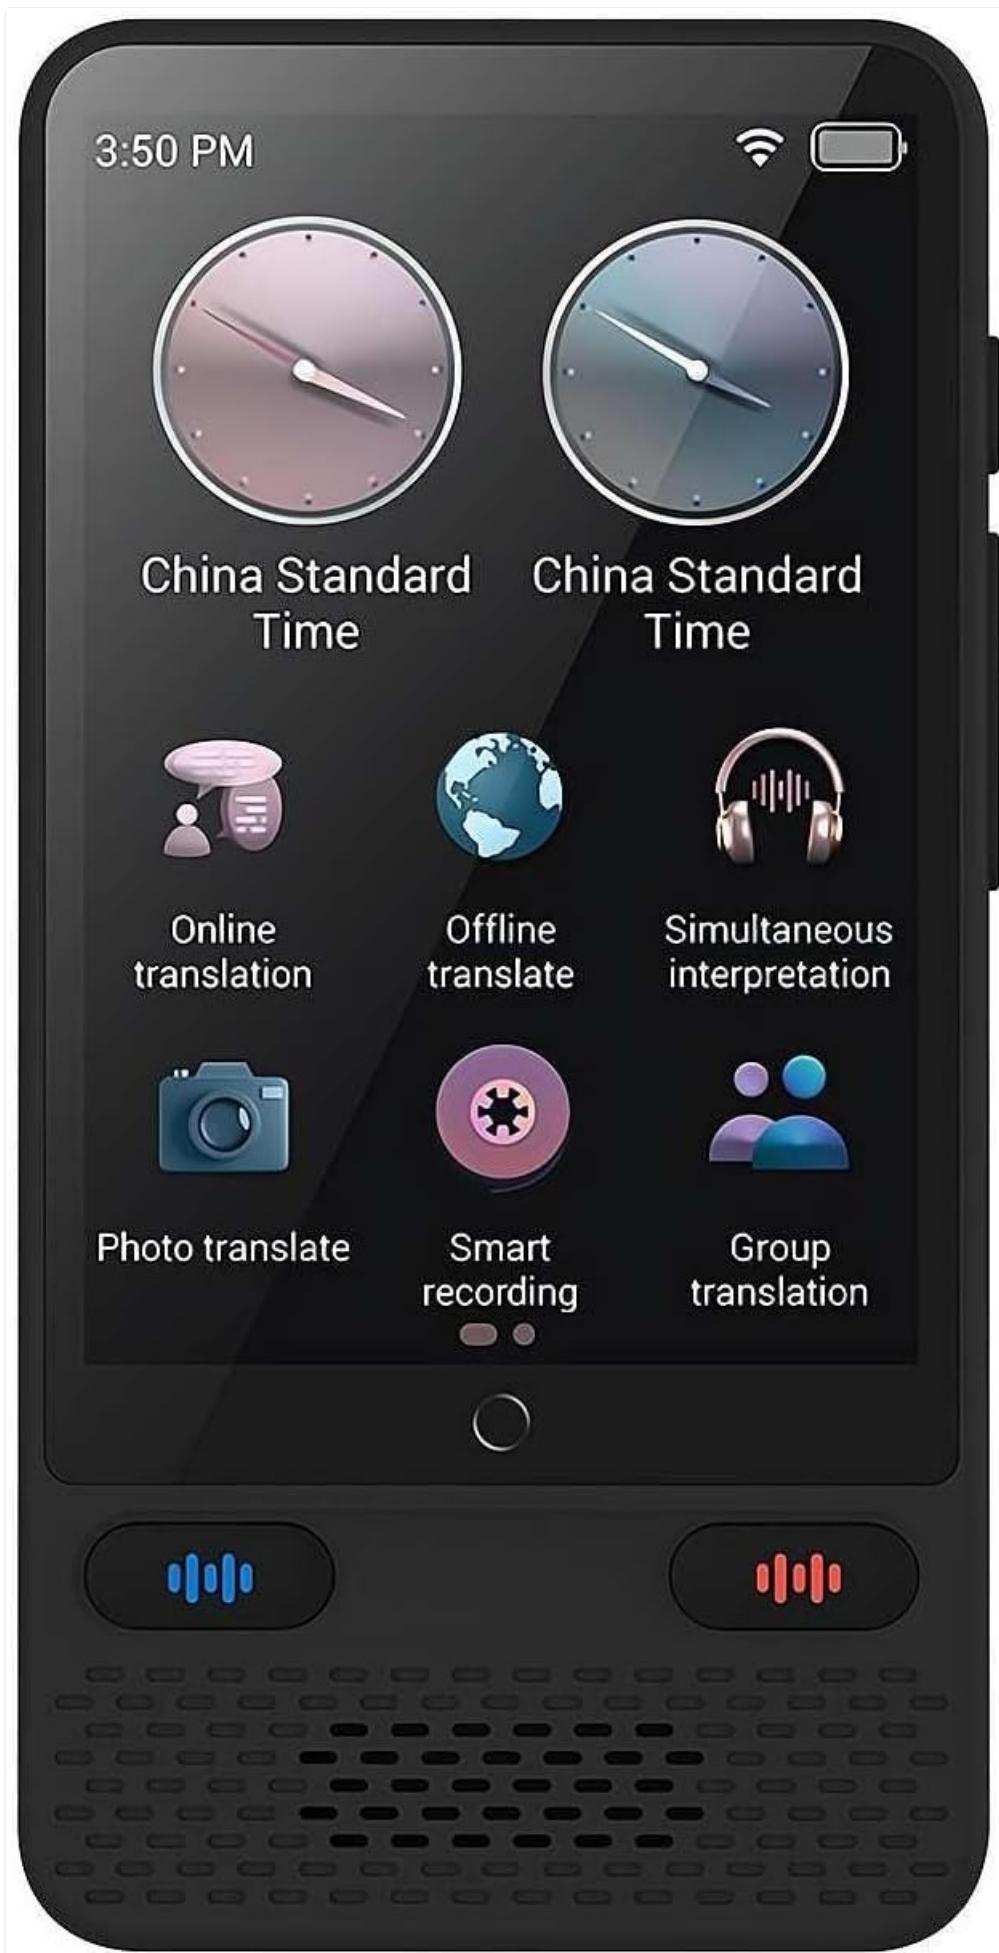 3:50 PM
China Standard
Time
China Standard
Time
Online
translation
Offline
translate
Simultaneous
interpretation
Photo translate
Smart
recording
Group
translation